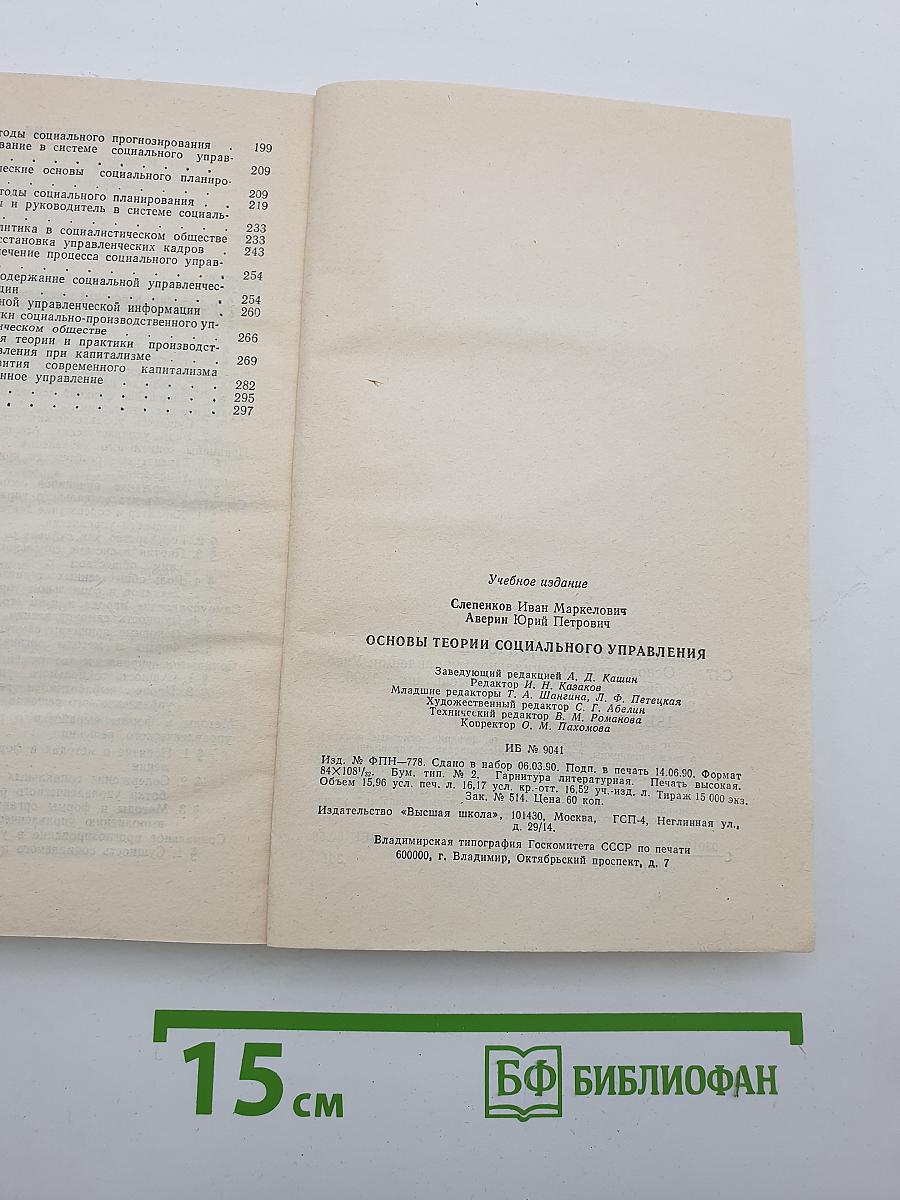 тоды социального прогнозирования . 199
вание в системе социального управ-
. . . . . . . . . . 209
ческие основы социального планиро-
. . . . . . . . . . 209
тоды социального планирования . . 219
ы и руководитель в системе социаль-
. . . . . . . . . . 233
литика в социалистическом обществе 233
сстановка управленческих кадров . 243
ечение процесса социального управ-
. . . . . . . . . . 254
одержание социальной управленчес-
ции . . . . . . . . . 254
ной управленческой информации . 260
ки социально-производственного уп-
ическом обществе . . . . . 266
я теории и практики производст-
вления при капитализме . . . 269
вития современного капитализма
нное управление . . . . . 282
. . . . . . . . . . 295
. . . . . . . . . . 297
Учебное издание
Слепенков Иван Маркелович
Аверин Юрий Петрович
ОСНОВЫ ТЕОРИИ СОЦИАЛЬНОГО УПРАВЛЕНИЯ
Заведующий редакцией А. Д. Кашин
Редактор И. Н. Казаков
Младшие редакторы Т. А. Шангина, Л. Ф. Петецкая
Художественный редактор С. Г. Абелин
Технический редактор В. М. Романова
Корректор О. М. Пахомова
ИБ № 9041
Изд. № ФПН—778. Сдано в набор 06.03.90. Подп. в печать 14.06.90. Формат
84×108¹/₃₂. Бум. тип. № 2. Гарнитура литературная. Печать высокая.
Объем 15,96 усл. печ. л. 16,17 усл. кр.-отт. 16,52 уч.-изд. л. Тираж 15 000 экз.
Зак. № 514. Цена 60 коп.
Издательство «Высшая школа», 101430, Москва, ГСП-4, Неглинная ул.,
д. 29/14.
Владимирская типография Госкомитета СССР по печати
600000, г. Владимир, Октябрьский проспект, д. 7
15 см
БФ БИБЛИОФАН